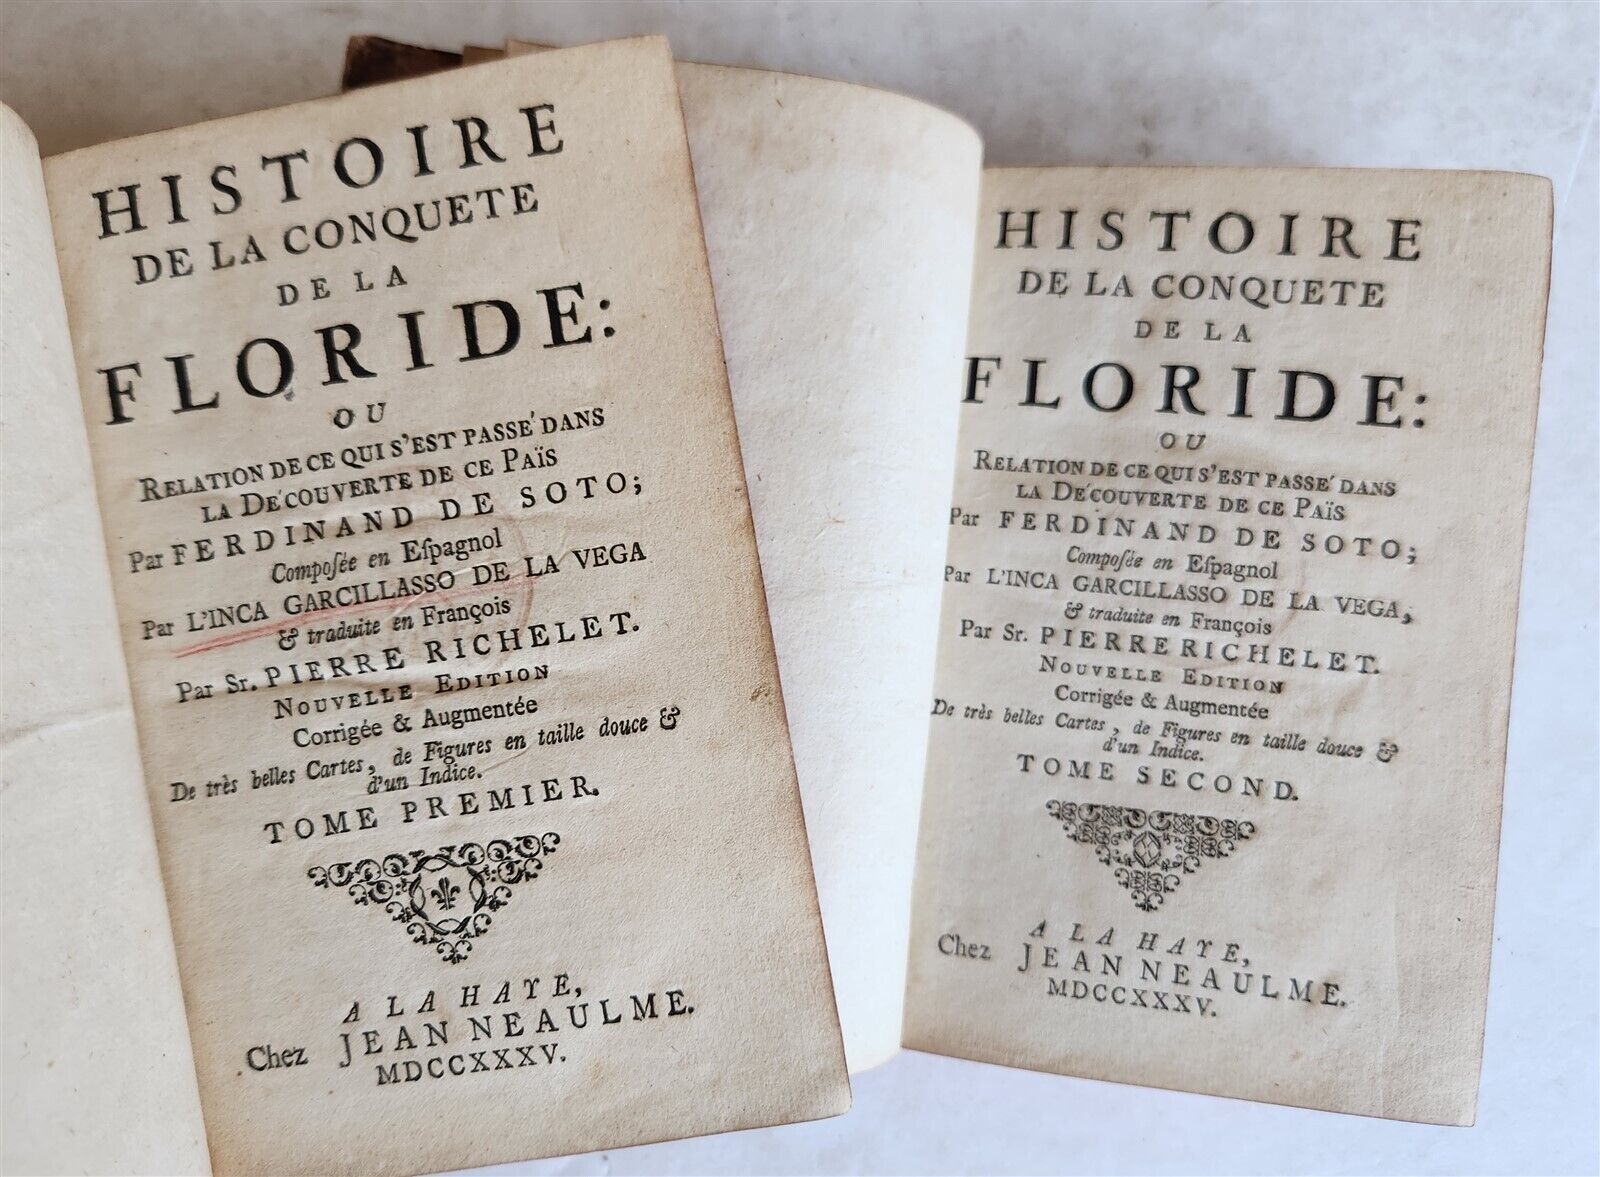 HISTOIRE
DE LA CONQUETE
DE LA
FLORIDE:
OU
RELATION DE CE QUI S'EST PASSÉ DANS
LA DÉCOUVERTE DE CE PAÏS
Par FERDINAND DE SOTO;
Composée en Eſpagnol
Par L'INCA GARCILLASSO DE LA VEGA
& traduite en François
Par Sr. PIERRE RICHELET.
NOUVELLE EDITION
Corrigée & Augmentée
De très belles Cartes, de Figures en taille douce &
d'un Indice.
TOME PREMIER.
A LA HAYE,
Chez JEAN NEAULME.
MDCCXXXV.
HISTOIRE
DE LA CONQUETE
DE LA
FLORIDE:
OU
RELATION DE CE QUI S'EST PASSÉ DANS
LA DÉCOUVERTE DE CE PAÏS
Par FERDINAND DE SOTO;
Composée en Eſpagnol
Par L'INCA GARCILLASSO DE LA VEGA,
& traduite en François
Par Sr. PIERRE RICHELET.
NOUVELLE EDITION
Corrigée & Augmentée
De très belles Cartes, de Figures en taille douce &
d'un Indice.
TOME SECOND.
A LA HAYE,
Chez JEAN NEAULME.
MDCCXXXV.